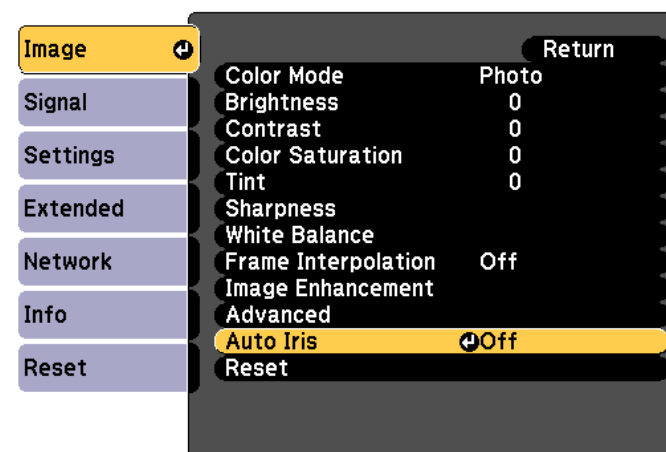 Image
Signal
Settings
Extended
Network
Info
Reset
Return
Color Mode Photo
Brightness 0
Contrast 0
Color Saturation 0
Tint 0
Sharpness
White Balance
Frame Interpolation Off
Image Enhancement
Advanced
Auto Iris Off
Reset